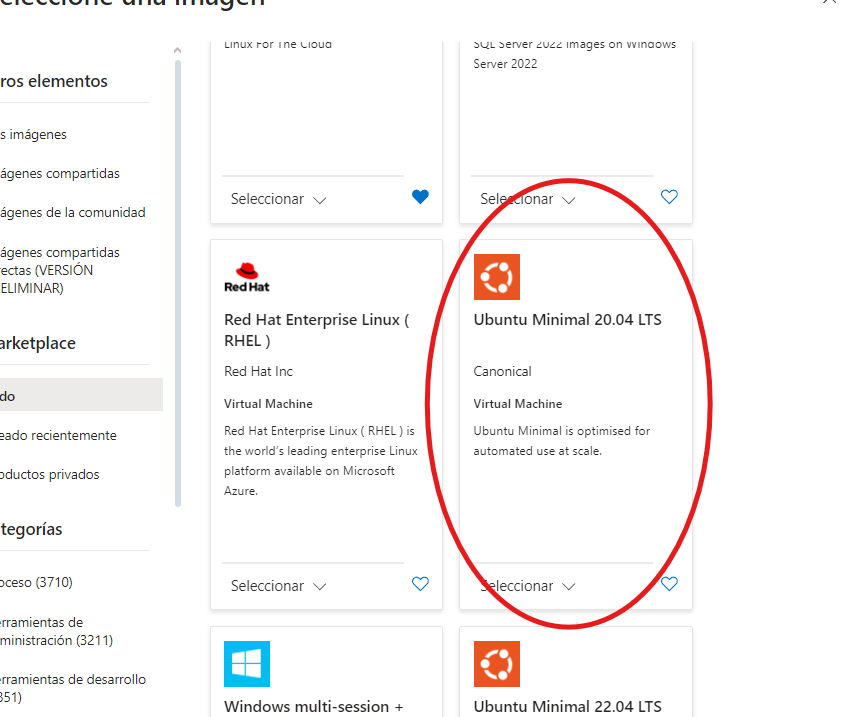 eleccione una imagen
ros elementos
s imágenes
ágenes compartidas
ágenes de la comunidad
ágenes compartidas
ectas (VERSIÓN
ELIMINAR)
arketplace
do
eado recientemente
oductos privados
tegorías
oceso (3710)
erramientas de
ministración (3211)
erramientas de desarrollo
351)
Linux For The Cloud
Seleccionar
SQL Server 2022 images on Windows
Server 2022
Seleccionar
Red Hat
Red Hat Enterprise Linux (
RHEL )
Red Hat Inc
Virtual Machine
Red Hat Enterprise Linux ( RHEL ) is
the world’s leading enterprise Linux
platform available on Microsoft
Azure.
Seleccionar
Ubuntu Minimal 20.04 LTS
Canonical
Virtual Machine
Ubuntu Minimal is optimised for
automated use at scale.
Seleccionar
Windows multi-session +
Ubuntu Minimal 22.04 LTS